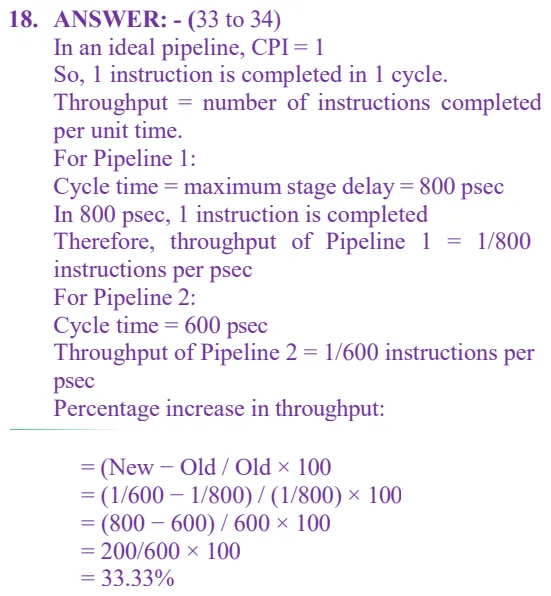 18. ANSWER: - (33 to 34)
In an ideal pipeline, CPI = 1
So, 1 instruction is completed in 1 cycle.
Throughput = number of instructions completed
per unit time.
For Pipeline 1:
Cycle time = maximum stage delay = 800 psec
In 800 psec, 1 instruction is completed
Therefore, throughput of Pipeline 1 = 1/800
instructions per psec
For Pipeline 2:
Cycle time = 600 psec
Throughput of Pipeline 2 = 1/600 instructions per
psec
Percentage increase in throughput:
= (New − Old / Old × 100
= (1/600 − 1/800) / (1/800) × 100
= (800 − 600) / 600 × 100
= 200/600 × 100
= 33.33%